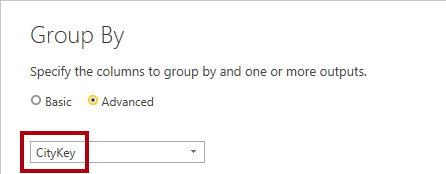 Group By
Specify the columns to group by and one or more outputs.
Basic Advanced
CityKey